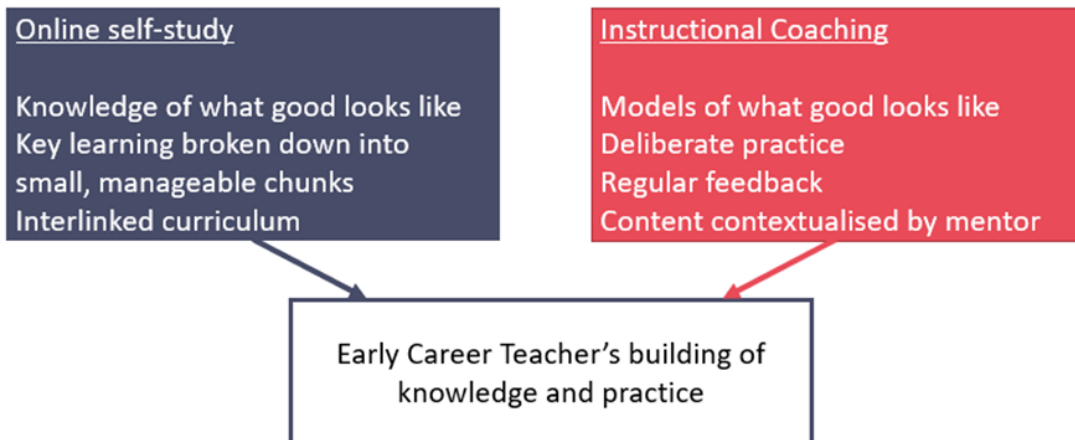 Online self-study
Knowledge of what good looks like
Key learning broken down into
small, manageable chunks
Interlinked curriculum
Instructional Coaching
Models of what good looks like
Deliberate practice
Regular feedback
Content contextualised by mentor
Early Career Teacher’s building of
knowledge and practice